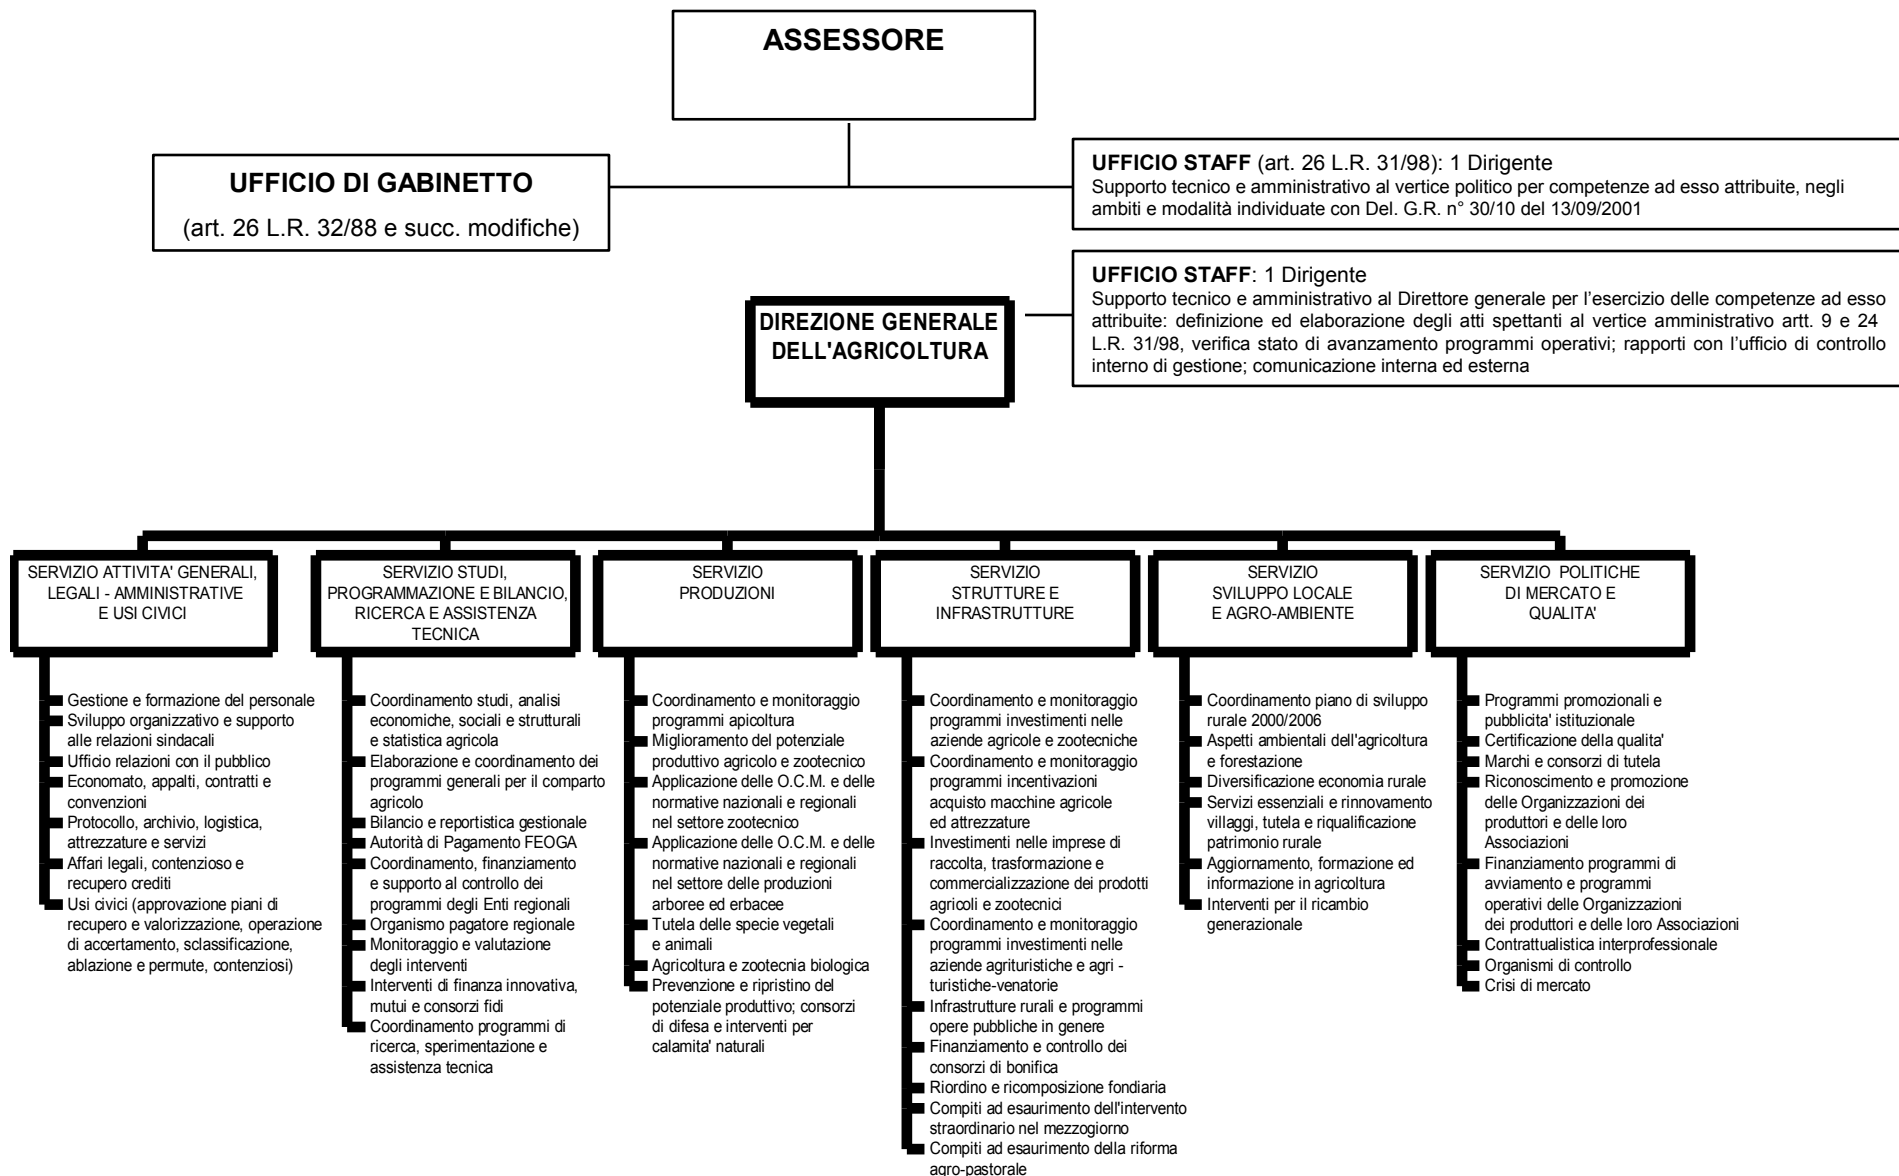 ASSESSORE
UFFICIO DI GABINETTO
(art. 26 L.R. 32/88 e succ. modifiche)
UFFICIO STAFF (art. 26 L.R. 31/98): 1 Dirigente
Supporto tecnico e amministrativo al vertice politico per competenze ad esso attribuite, negli
ambiti e modalità individuate con Del. G.R. n° 30/10 del 13/09/2001
UFFICIO STAFF: 1 Dirigente
Supporto tecnico e amministrativo al Direttore generale per l'esercizio delle competenze ad esso
attribuite: definizione ed elaborazione degli atti spettanti al vertice amministrativo artt. 9 e 24
L.R. 31/98, verifica stato di avanzamento programmi operativi; rapporti con l'ufficio di controllo
interno di gestione; comunicazione interna ed esterna
DIREZIONE GENERALE
DELL'AGRICOLTURA
SERVIZIO ATTIVITA' GENERALI,
LEGALI - AMMINISTRATIVE
E USI CIVICI
Gestione e formazione del personale
Sviluppo organizzativo e supporto
alle relazioni sindacali
Ufficio relazioni con il pubblico
Economato, appalti, contratti e
convenzioni
Protocollo, archivio, logistica,
attrezzature e servizi
Affari legali, contenzioso e
recupero crediti
Usi civici (approvazione piani di
recupero e valorizzazione, operazione
di accertamento, sclassificazione,
ablazione e permute, contenziosi)
SERVIZIO STUDI,
PROGRAMMAZIONE E BILANCIO,
RICERCA E ASSISTENZA
TECNICA
Coordinamento studi, analisi
economiche, sociali e strutturali
e statistica agricola
Elaborazione e coordinamento dei
programmi generali per il comparto
agricolo
Bilancio e reportistica gestionale
Autorità di Pagamento FEOGA
Coordinamento, finanziamento
e supporto al controllo dei
programmi degli Enti regionali
Organismo pagatore regionale
Monitoraggio e valutazione
degli interventi
Interventi di finanza innovativa,
mutui e consorzi fidi
Coordinamento programmi di
ricerca, sperimentazione e
assistenza tecnica
SERVIZIO
PRODUZIONI
Coordinamento e monitoraggio
programmi apicoltura
Miglioramento del potenziale
produttivo agricolo e zootecnico
Applicazione delle O.C.M. e delle
normative nazionali e regionali
nel settore zootecnico
Applicazione delle O.C.M. e delle
normative nazionali e regionali
nel settore delle produzioni
arboree ed erbacee
Tutela delle specie vegetali
e animali
Agricoltura e zootecnia biologica
Prevenzione e ripristino del
potenziale produttivo; consorzi
di difesa e interventi per
calamita' naturali
SERVIZIO
STRUTTURE E
INFRASTRUTTURE
Coordinamento e monitoraggio
programmi investimenti nelle
aziende agricole e zootecniche
Coordinamento e monitoraggio
programmi incentivazioni
acquisto macchine agricole
ed attrezzature
Investimenti nelle imprese di
raccolta, trasformazione e
commercializzazione dei prodotti
agricoli e zootecnici
Coordinamento e monitoraggio
programmi investimenti nelle
aziende agrituristiche e agri -
turistiche-venatorie
Infrastrutture rurali e programmi
opere pubbliche in genere
Finanziamento e controllo dei
consorzi di bonifica
Riordino e ricomposizione fondiaria
Compiti ad esaurimento dell'intervento
straordinario nel mezzogiorno
Compiti ad esaurimento della riforma
agro-pastorale
SERVIZIO
SVILUPPO LOCALE
E AGRO-AMBIENTE
Coordinamento piano di sviluppo
rurale 2000/2006
Aspetti ambientali dell'agricoltura
e forestazione
Diversificazione economia rurale
Servizi essenziali e rinnovamento
villaggi, tutela e riqualificazione
patrimonio rurale
Aggiornamento, formazione ed
informazione in agricoltura
Interventi per il ricambio
generazionale
SERVIZIO POLITICHE
DI MERCATO E
QUALITA'
Programmi promozionali e
pubblicita' istituzionale
Certificazione della qualita'
Marchi e consorzi di tutela
Riconoscimento e promozione
delle Organizzazioni dei
produttori e delle loro
Associazioni
Finanziamento programmi di
avviamento e programmi
operativi delle Organizzazioni
dei produttori e delle loro Associazioni
Contrattualistica interprofessionale
Organismi di controllo
Crisi di mercato